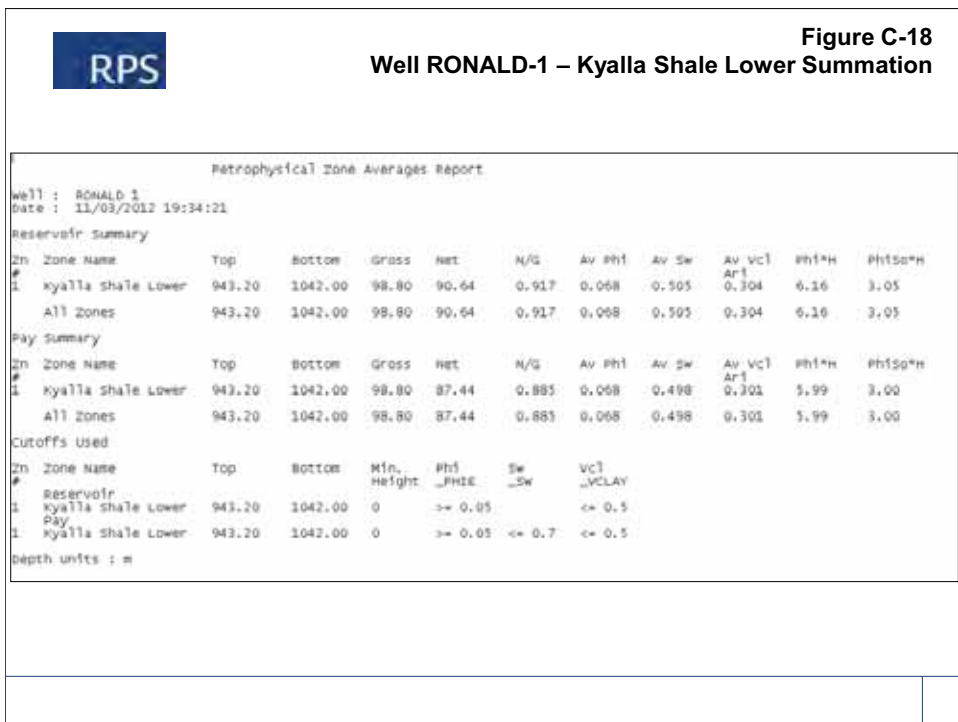 RPS
Figure C-18
Well RONALD-1 – Kyalla Shale Lower Summation
Petrophysical Zone Averages Report
Well : RONALD 1
Date : 11/03/2012 19:34:21
Reservoir Summary
Zn Zone Name Top Bottom Gross Net N/G Av Phi Av Sw Av Vcl Phi*H PhiSo*H
# Ari
1 Kyalla Shale Lower 943.20 1042.00 98.80 90.64 0.917 0.068 0.505 0.304 6.16 3.05
All Zones 943.20 1042.00 98.80 90.64 0.917 0.068 0.505 0.304 6.16 3.05
Pay Summary
Zn Zone Name Top Bottom Gross Net N/G Av Phi Av Sw Av Vcl Phi*H PhiSo*H
# Ari
1 Kyalla Shale Lower 943.20 1042.00 98.80 87.44 0.885 0.068 0.498 0.301 5.99 3.00
All Zones 943.20 1042.00 98.80 87.44 0.885 0.068 0.498 0.301 5.99 3.00
Cutoffs Used
Zn Zone Name Top Bottom Min. Phi Sw Vcl
# Height _PHIE _Sw _VCLAY
Reservoir
1 Kyalla Shale Lower 943.20 1042.00 0 >= 0.05 <= 0.5
Pay
1 Kyalla Shale Lower 943.20 1042.00 0 >= 0.05 <= 0.7 <= 0.5
Depth units : m